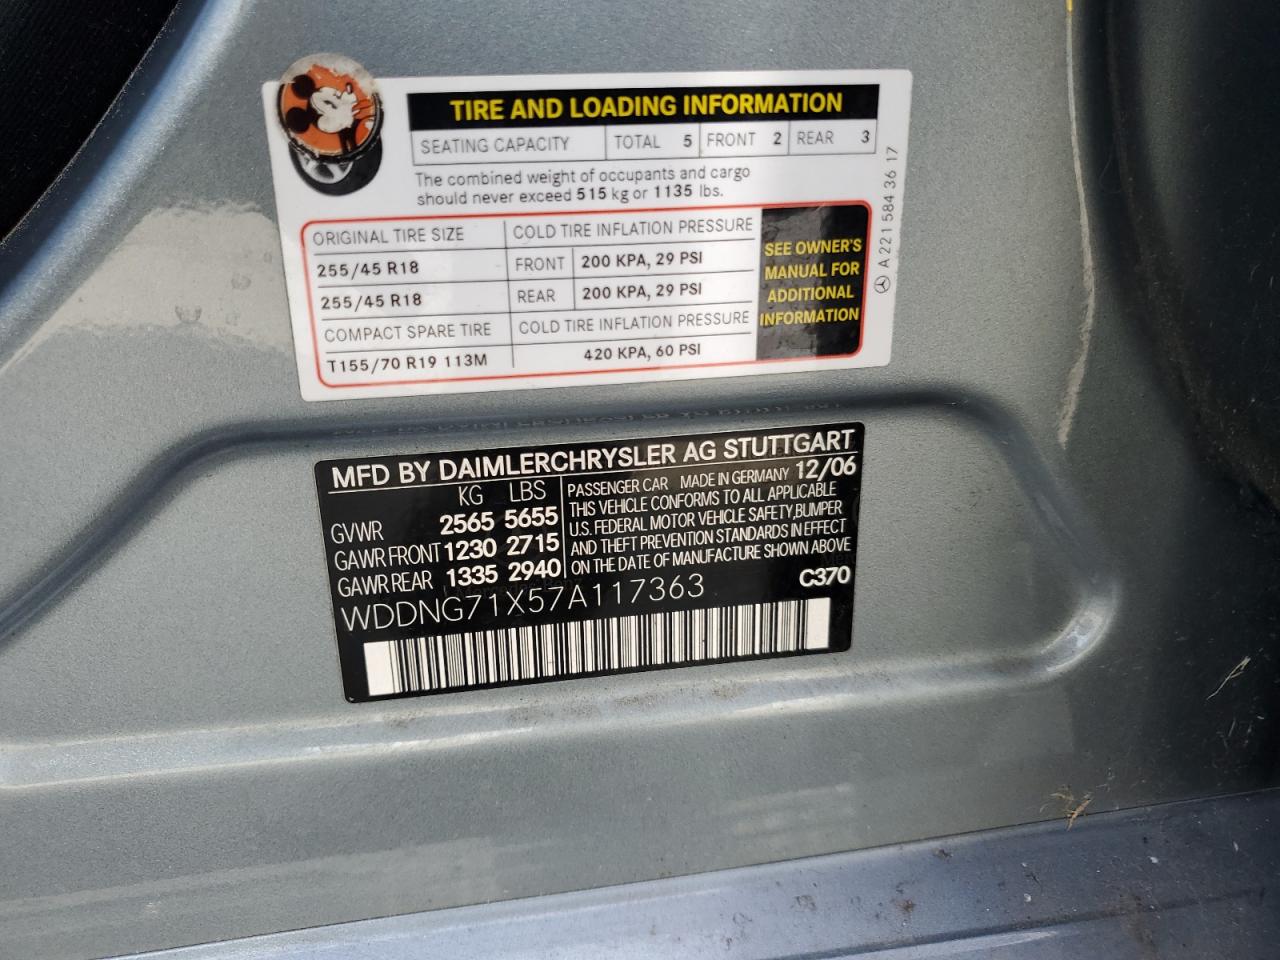 TIRE AND LOADING INFORMATION
SEATING CAPACITY TOTAL 5 FRONT 2 REAR 3
The combined weight of occupants and cargo
should never exceed 515 kg or 1135 lbs.
ORIGINAL TIRE SIZE COLD TIRE INFLATION PRESSURE
255/45 R18 FRONT 200 KPA, 29 PSI
255/45 R18 REAR 200 KPA, 29 PSI
COMPACT SPARE TIRE COLD TIRE INFLATION PRESSURE
T155/70 R19 113M 420 KPA, 60 PSI
SEE OWNER'S
MANUAL FOR
ADDITIONAL
INFORMATION
A 221 584 36 17
MFD BY DAIMLERCHRYSLER AG STUTTGART
KG LBS
GVWR 2565 5655
GAWR FRONT 1230 2715
GAWR REAR 1335 2940
PASSENGER CAR MADE IN GERMANY 12/06
THIS VEHICLE CONFORMS TO ALL APPLICABLE
U.S. FEDERAL MOTOR VEHICLE SAFETY,BUMPER
AND THEFT PREVENTION STANDARDS IN EFFECT
ON THE DATE OF MANUFACTURE SHOWN ABOVE
C370
WDDNG71X57A117363